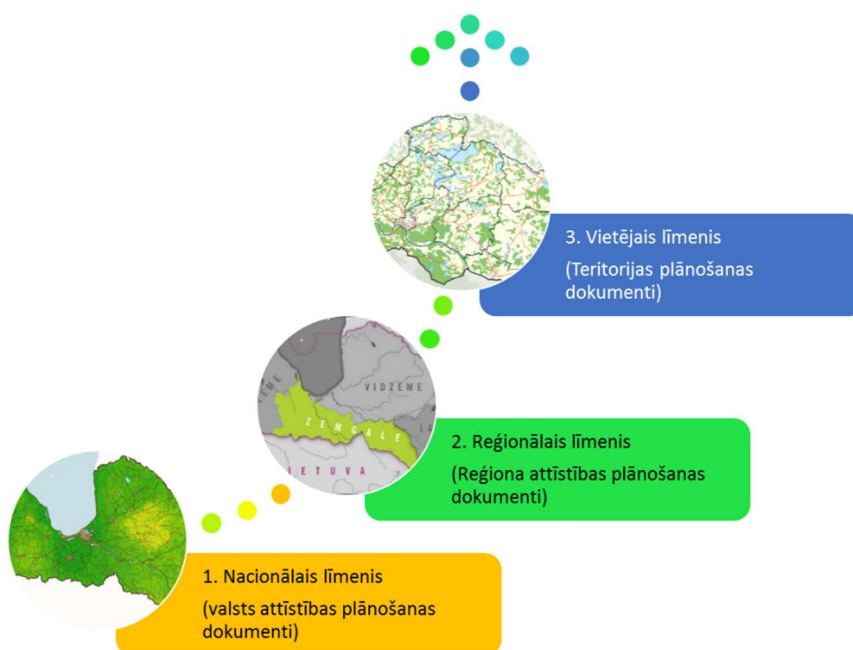 3. Vietējais līmenis
(Teritorijas plānošanas
dokumenti)
VIDZEME
ZEMGALE
LIETUVA
2. Reģionālais līmenis
(Reģiona attīstības plānošanas
dokumenti)
1. Nacionālais līmenis
(valsts attīstības plānošanas
dokumenti)